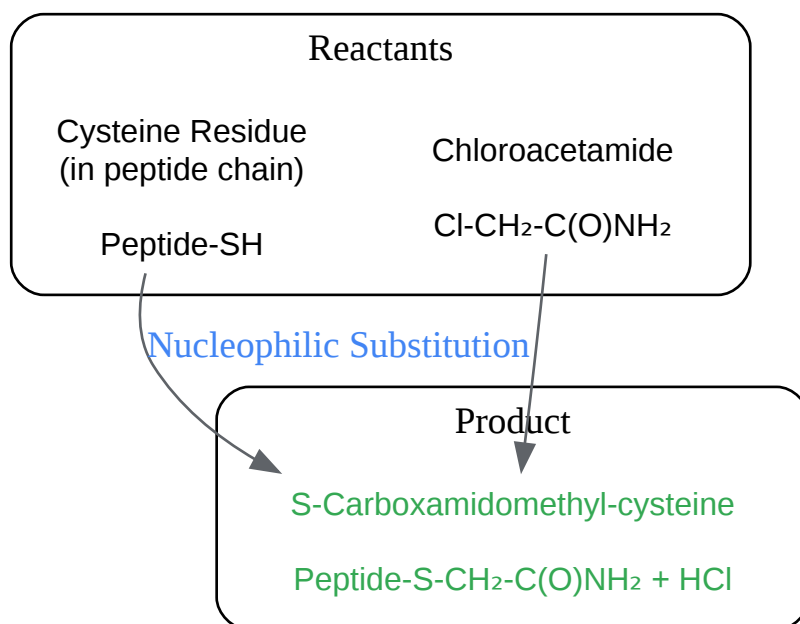 Reactants
Cysteine Residue
(in peptide chain)
Peptide-SH
Chloroacetamide
Cl-CH₂-C(O)NH₂
Nucleophilic Substitution
Product
S-Carboxamidomethyl-cysteine
Peptide-S-CH₂-C(O)NH₂ + HCl